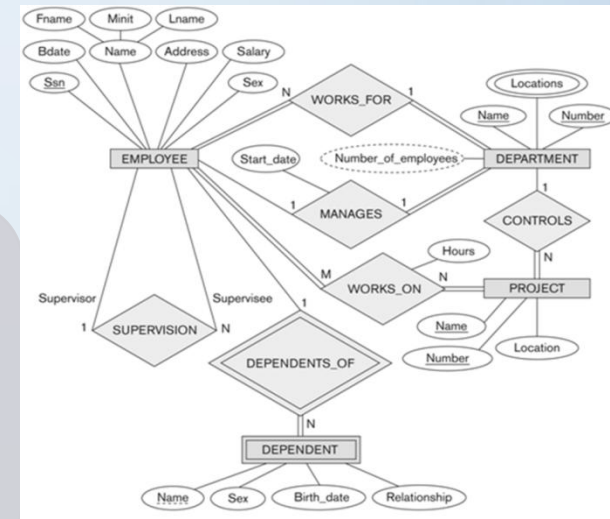 Fname Minit Lname
Bdate Name Address Salary
Ssn Sex
N WORKS_FOR 1
Locations
Name Number
EMPLOYEE
Start_date Number_of_employees DEPARTMENT
1 MANAGES 1
1
CONTROLS
N
Hours
M WORKS_ON N PROJECT
Supervisor Supervisee
1 SUPERVISION N
1
Name
Number Location
DEPENDENTS_OF
N
DEPENDENT
Name Sex Birth_date Relationship